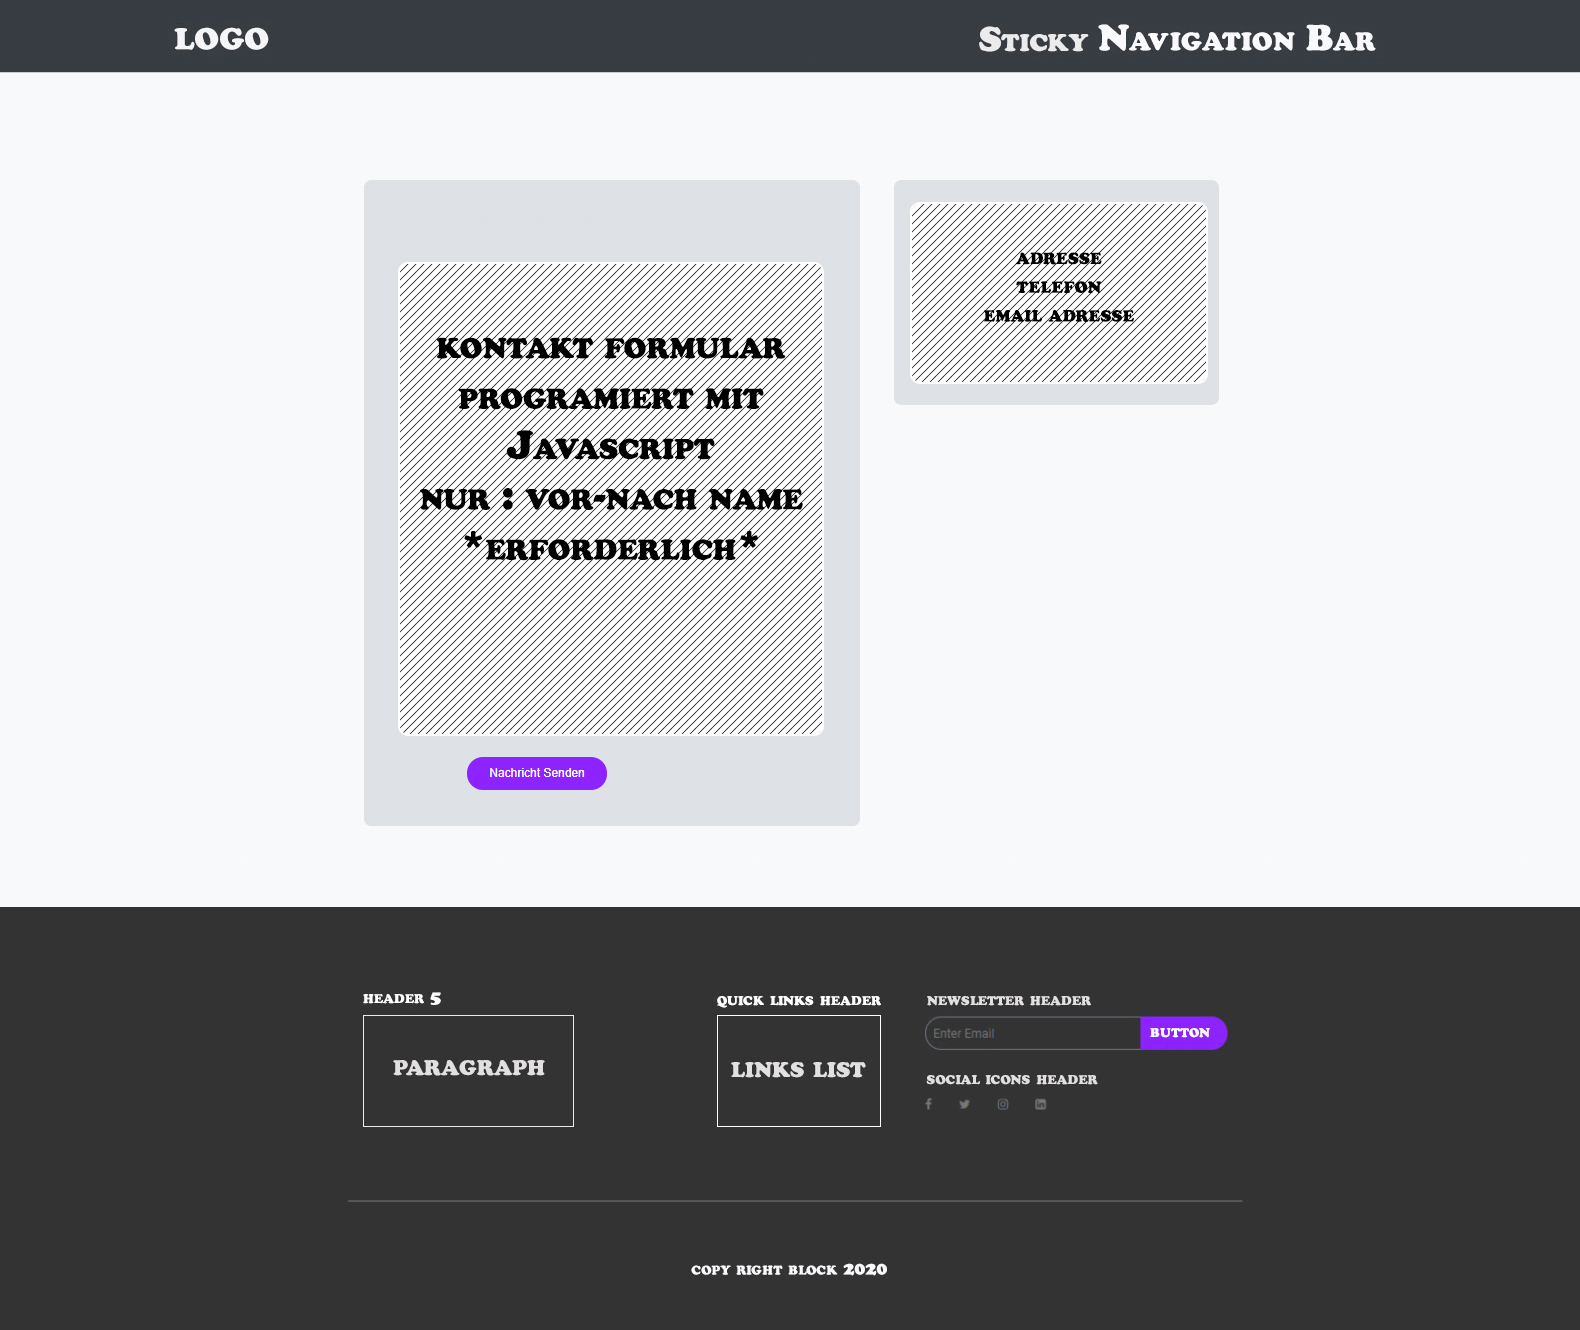 LOGO
Sticky Navigation Bar
KONTAKT FORMULAR
PROGRAMIERT MIT
Javascript
NUR : VOR-NACH NAME
*ERFORDERLICH*
Nachricht Senden
ADRESSE
TELEFON
EMAIL ADRESSE
HEADER 5
PARAGRAPH
QUICK LINKS HEADER
LINKS LIST
NEWSLETTER HEADER
Enter Email
BUTTON
SOCIAL ICONS HEADER
COPY RIGHT BLOCK 2020